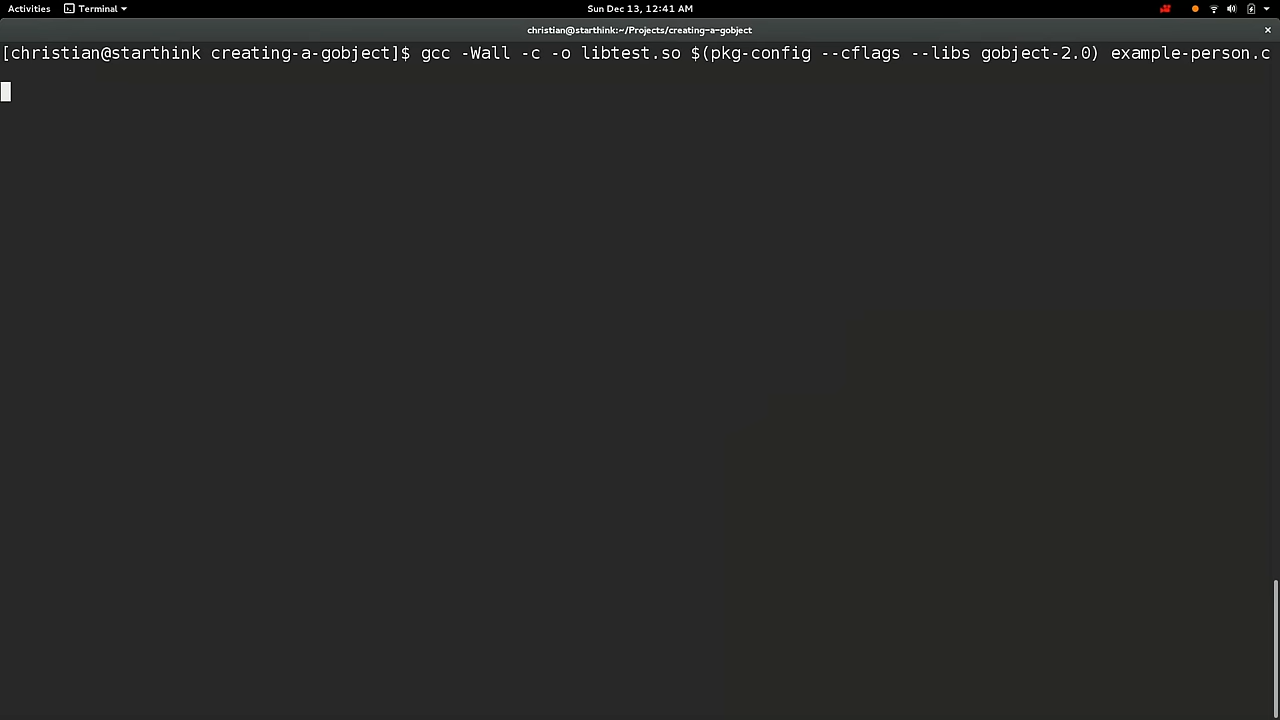 Activities Terminal Sun Dec 13, 12:41 AM
christian@starthink:~/Projects/creating-a-gobject
[christian@starthink creating-a-gobject]$ gcc -Wall -c -o libtest.so $(pkg-config --cflags --libs gobject-2.0) example-person.c